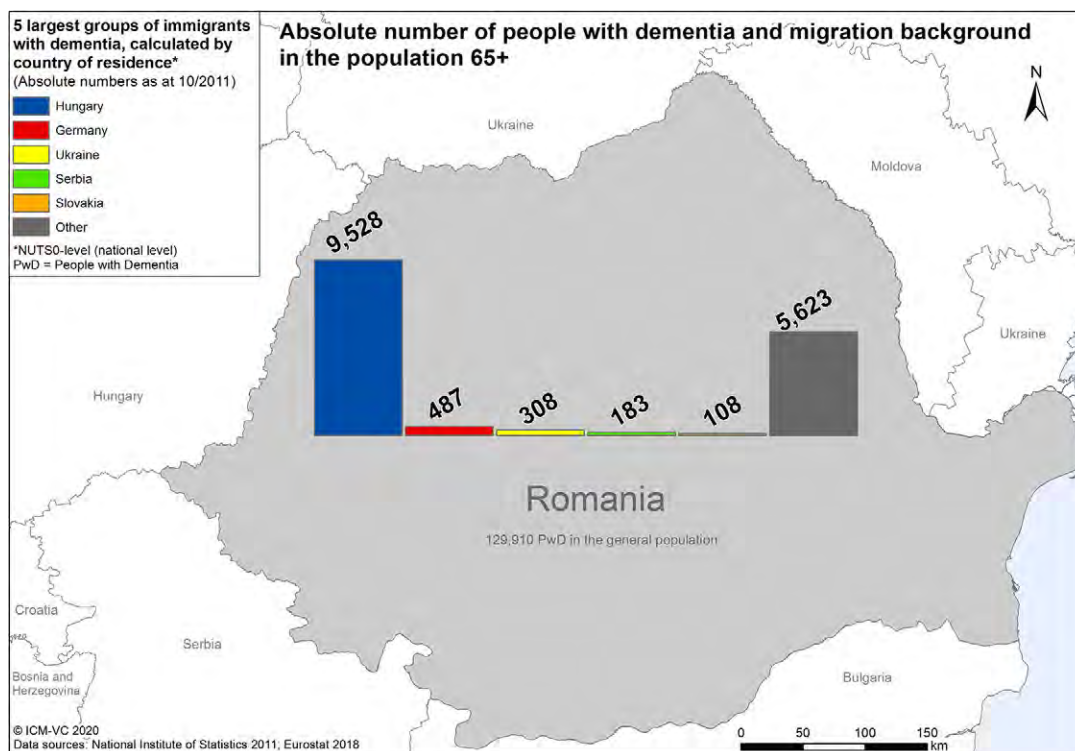 5 largest groups of immigrants
with dementia, calculated by
country of residence*
(Absolute numbers as at 10/2011)
Hungary
Germany
Ukraine
Serbia
Slovakia
Other
*NUTS0-level (national level)
PwD = People with Dementia
Absolute number of people with dementia and migration background
in the population 65+
N
Ukraine
Moldova
Ukraine
Hungary
9,528
487
308
183
108
5,623
Romania
129,910 PwD in the general population
Croatia
Serbia
Bosnia and
Herzegovina
Bulgaria
© ICM-VC 2020
Data sources: National Institute of Statistics 2011; Eurostat 2018
0 50 100 150
km